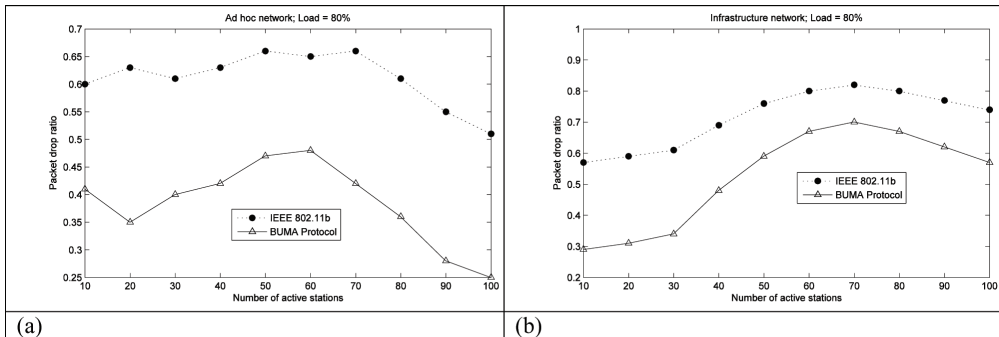 Ad hoc network; Load = 80%
0.7
0.65
0.6
0.55
0.5
0.45
0.4
0.35
0.3
0.25
Packet drop ratio
IEEE 802.11b
BUMA Protocol
10 20 30 40 50 60 70 80 90 100
Number of active stations
(a)
Infrastructure network; Load = 80%
1
0.9
0.8
0.7
0.6
0.5
0.4
0.3
0.2
Packet drop ratio
IEEE 802.11b
BUMA Protocol
10 20 30 40 50 60 70 80 90 100
Number of active stations
(b)